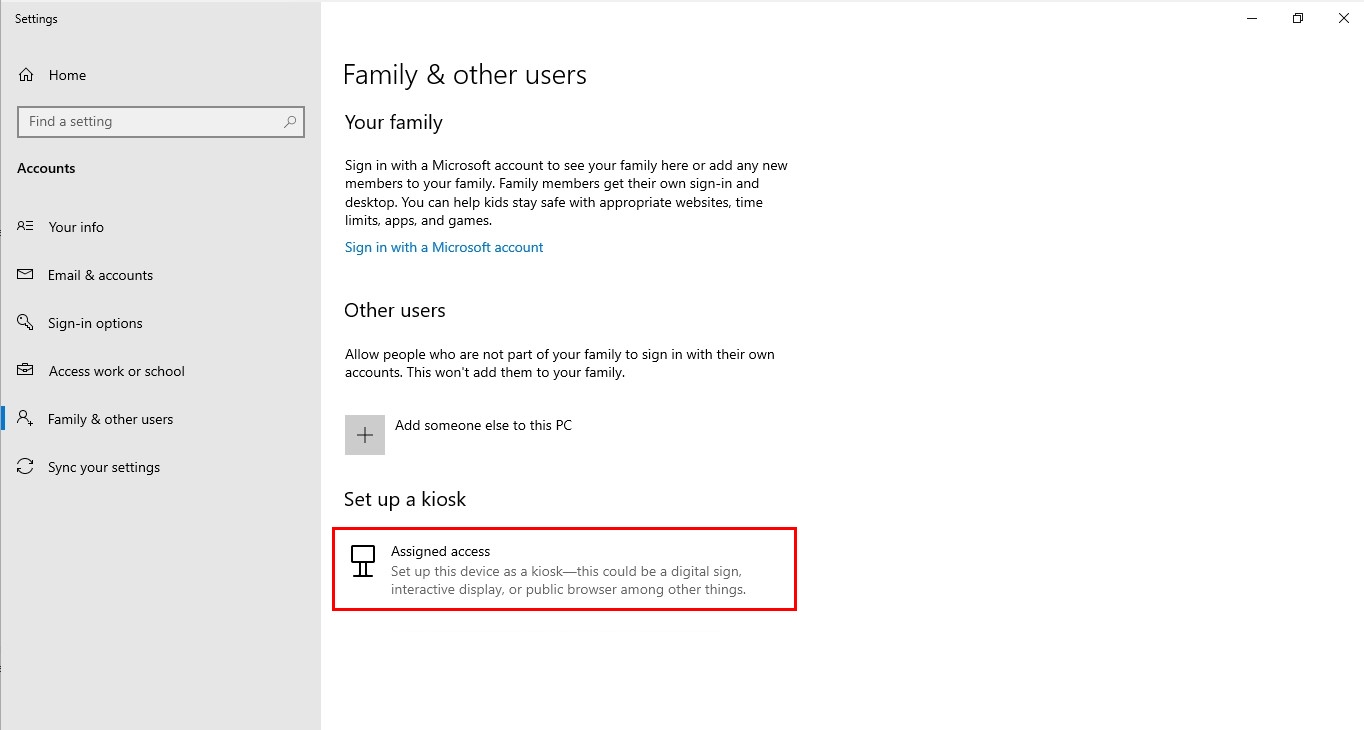 Settings
Home
Find a setting
Accounts
Your info
Email & accounts
Sign-in options
Access work or school
Family & other users
Sync your settings
Family & other users
Your family
Sign in with a Microsoft account to see your family here or add any new
members to your family. Family members get their own sign-in and
desktop. You can help kids stay safe with appropriate websites, time
limits, apps, and games.
Sign in with a Microsoft account
Other users
Allow people who are not part of your family to sign in with their own
accounts. This won't add them to your family.
Add someone else to this PC
Set up a kiosk
Assigned access
Set up this device as a kiosk—this could be a digital sign,
interactive display, or public browser among other things.